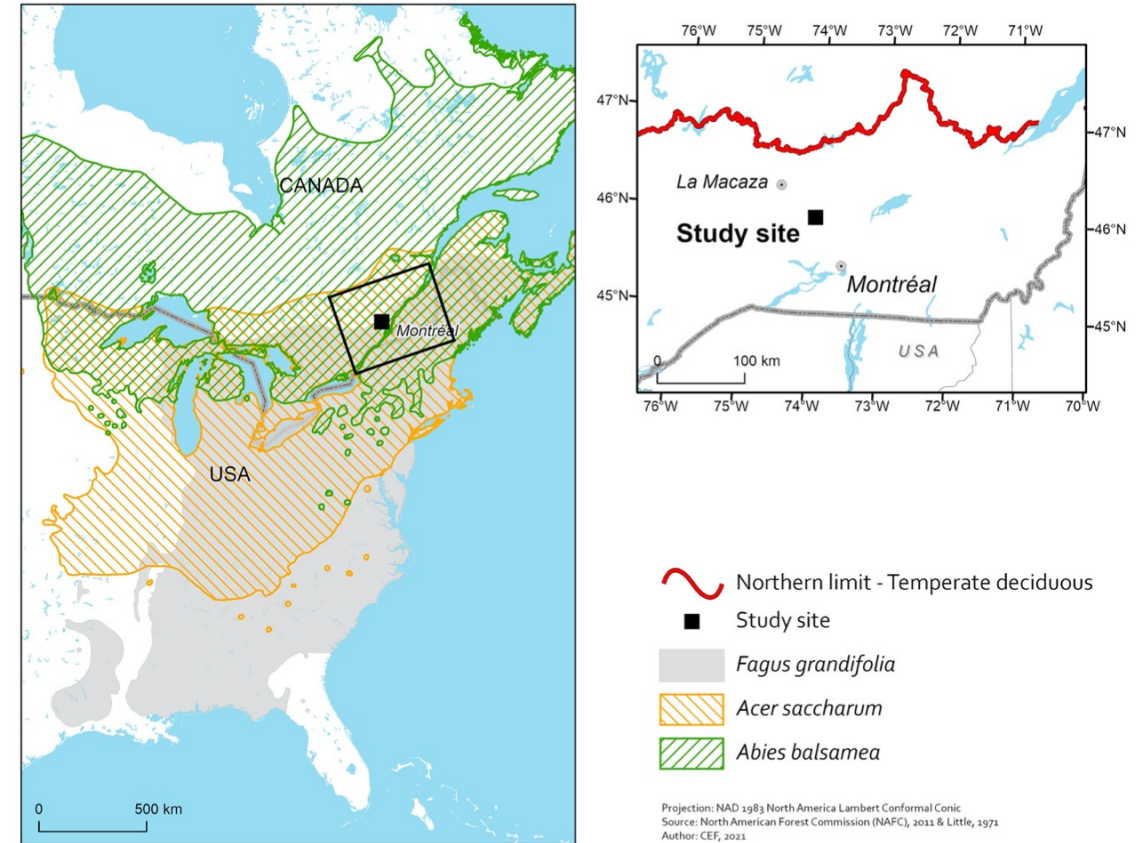 CANADA
Montréal
USA
0 500 km
76°W 75°W 74°W 73°W 72°W 71°W
47°N
47°N
La Macaza
46°N
Study site
46°N
Montréal
45°N
45°N
USA
0 100 km
76°W 75°W 74°W 73°W 72°W 71°W 70°W
Northern limit - Temperate deciduous
Study site
Fagus grandifolia
Acer saccharum
Abies balsamea
Projection: NAD 1983 North America Lambert Conformal Conic
Source: North American Forest Commission (NAFC), 2011 & Little, 1971
Author: CEF, 2021